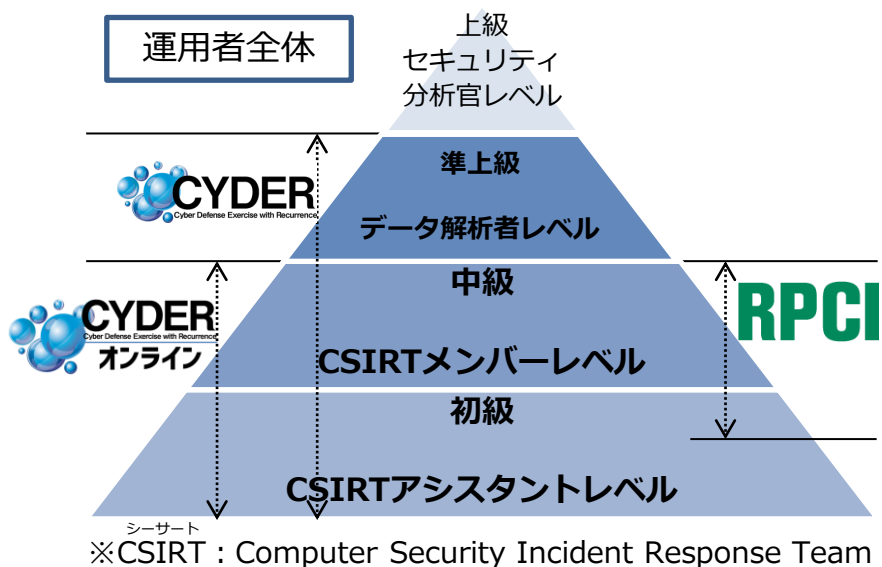 運用者全体
上級
セキュリティ
分析官レベル
準上級
データ解析者レベル
CYDER
Cyber Defense Exercise with Recurrence
中級
CSIRTメンバーレベル
CYDER
Cyber Defense Exercise with Recurrence
オンライン
RPCI
初級
CSIRTアシスタントレベル
シーサート
※CSIRT:Computer Security Incident Response Team